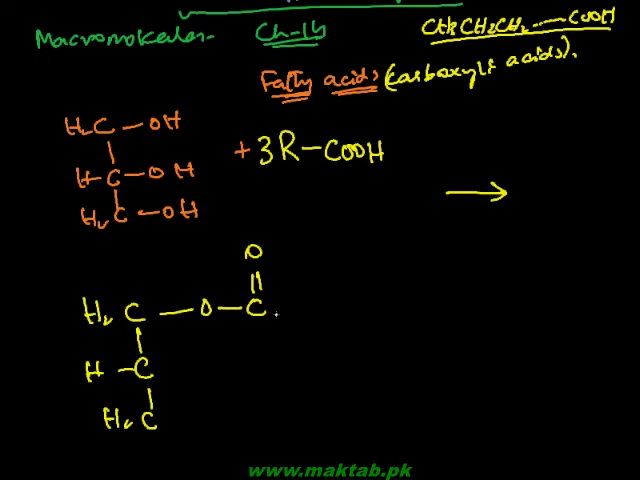 Macromolecules- Ch-16 CH3CH2CH2----COOH
Fatty acids (carboxylic acids).
H2C-OH
H-C-OH
H2C-OH
+3R-COOH
O
H2C-O-C
H-C
H2C
www.maktab.pk